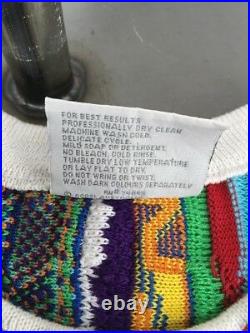 FOR BEST RESULTS
PROFESSIONALLY DRY CLEAN
MACHINE WASH COLD.
DELICATE CYCLE.
MILD SOAP OR DETERGENT.
NO BLEACH, COLD RINSE.
TUMBLE DRY LOW TEMPERATURE
OR LAY FLAT TO DRY.
DO NOT WRING OR TWIST.
WASH DARK COLOURS SEPARATELY